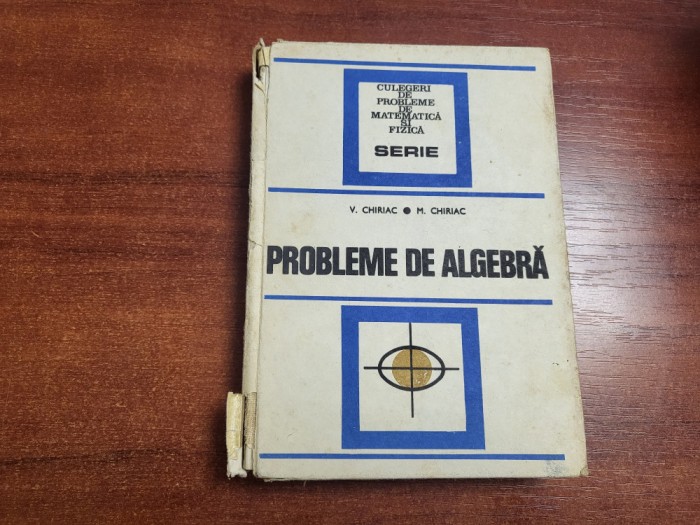 CULEGERI
DE
PROBLEME
DE
MATEMATICĂ
ȘI
FIZICĂ
SERIE
V. CHIRIAC ● M. CHIRIAC
PROBLEME DE ALGEBRĂ